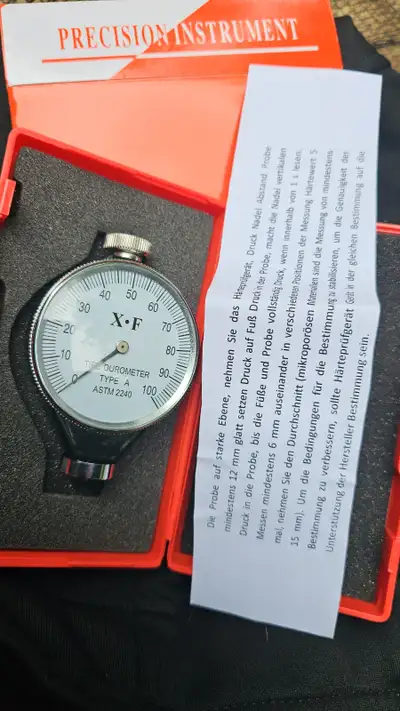 PRECISION INSTRUMENT
0
10
20
30
40
50
60
70
80
90
100
X·F
DUROMETER
TYPE A
ASTM 2240
Die Probe auf starke Ebene, nehmen Sie das Härteprüfgerät, Druck Nadel Abstand Probe
mindestens 12 mm glatt setzen Druck auf Fuß Druck in der Probe, macht die Nadel vertikalen
Druck in die Probe, bis die Füße und Probe vollständig Druck, wenn innerhalb von 1 s lesen.
Messen mindestens 6 mm auseinander in verschiedenen Positionen der Messung Härtewert 5
mal, nehmen Sie den Durchschnitt (mikroporösen Materialien sind die Messung von mindestens
15 mm). Um die Bedingungen für die Bestimmung zu stabilisieren, um die Genauigkeit der
Bestimmung zu verbessern, sollte Härteprüfgerät Gebt in der gleichen Bestimmung auf die
Unterstützung der Hersteller Bestimmung sein.